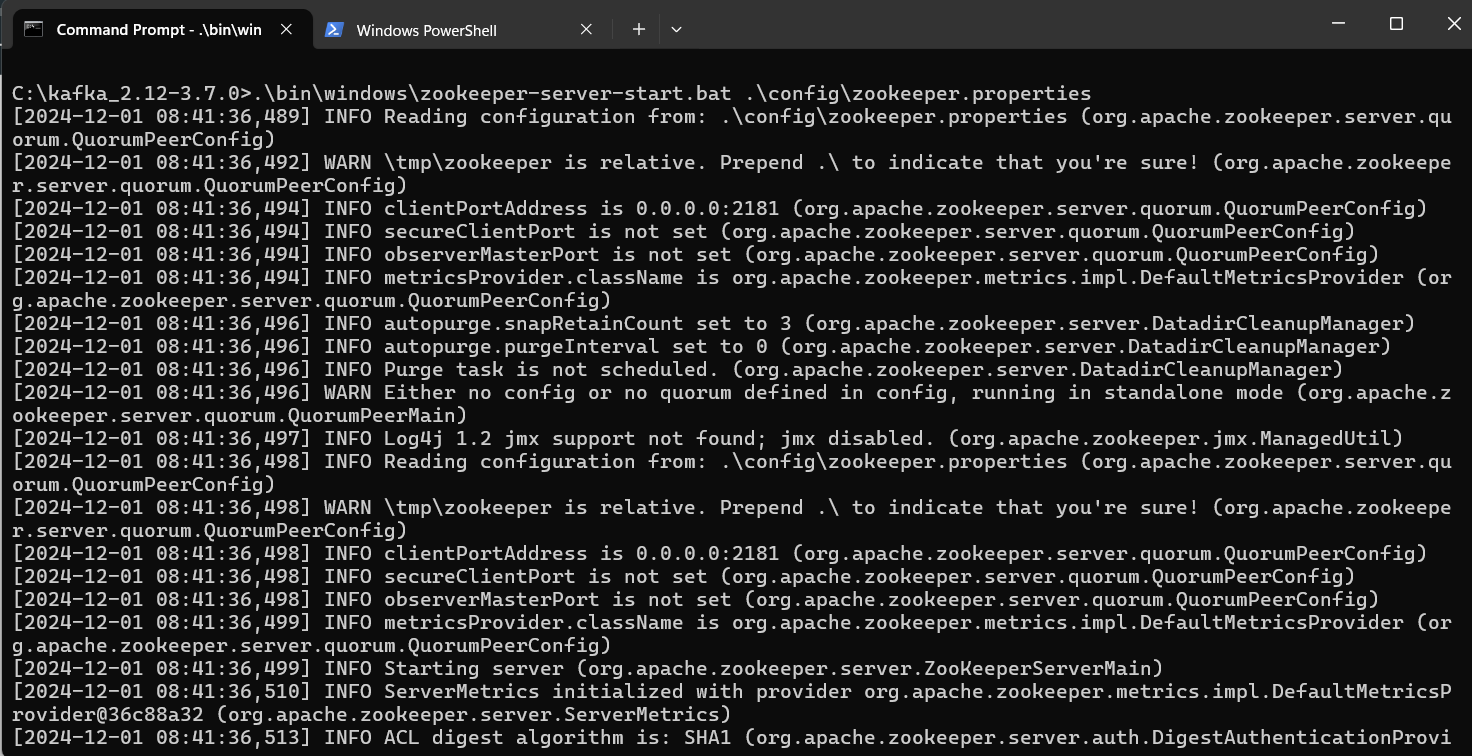 Command Prompt - .\bin\win
Windows PowerShell
C:\kafka_2.12-3.7.0>.\bin\windows\zookeeper-server-start.bat .\config\zookeeper.properties
[2024-12-01 08:41:36,489] INFO Reading configuration from: .\config\zookeeper.properties (org.apache.zookeeper.server.qu
orum.QuorumPeerConfig)
[2024-12-01 08:41:36,492] WARN \tmp\zookeeper is relative. Prepend .\ to indicate that you're sure! (org.apache.zookeepe
r.server.quorum.QuorumPeerConfig)
[2024-12-01 08:41:36,494] INFO clientPortAddress is 0.0.0.0:2181 (org.apache.zookeeper.server.quorum.QuorumPeerConfig)
[2024-12-01 08:41:36,494] INFO secureClientPort is not set (org.apache.zookeeper.server.quorum.QuorumPeerConfig)
[2024-12-01 08:41:36,494] INFO observerMasterPort is not set (org.apache.zookeeper.server.quorum.QuorumPeerConfig)
[2024-12-01 08:41:36,494] INFO metricsProvider.className is org.apache.zookeeper.metrics.impl.DefaultMetricsProvider (or
g.apache.zookeeper.server.quorum.QuorumPeerConfig)
[2024-12-01 08:41:36,496] INFO autopurge.snapRetainCount set to 3 (org.apache.zookeeper.server.DatadirCleanupManager)
[2024-12-01 08:41:36,496] INFO autopurge.purgeInterval set to 0 (org.apache.zookeeper.server.DatadirCleanupManager)
[2024-12-01 08:41:36,496] INFO Purge task is not scheduled. (org.apache.zookeeper.server.DatadirCleanupManager)
[2024-12-01 08:41:36,496] WARN Either no config or no quorum defined in config, running in standalone mode (org.apache.z
ookeeper.server.quorum.QuorumPeerMain)
[2024-12-01 08:41:36,497] INFO Log4j 1.2 jmx support not found; jmx disabled. (org.apache.zookeeper.jmx.ManagedUtil)
[2024-12-01 08:41:36,498] INFO Reading configuration from: .\config\zookeeper.properties (org.apache.zookeeper.server.qu
orum.QuorumPeerConfig)
[2024-12-01 08:41:36,498] WARN \tmp\zookeeper is relative. Prepend .\ to indicate that you're sure! (org.apache.zookeepe
r.server.quorum.QuorumPeerConfig)
[2024-12-01 08:41:36,498] INFO clientPortAddress is 0.0.0.0:2181 (org.apache.zookeeper.server.quorum.QuorumPeerConfig)
[2024-12-01 08:41:36,498] INFO secureClientPort is not set (org.apache.zookeeper.server.quorum.QuorumPeerConfig)
[2024-12-01 08:41:36,498] INFO observerMasterPort is not set (org.apache.zookeeper.server.quorum.QuorumPeerConfig)
[2024-12-01 08:41:36,499] INFO metricsProvider.className is org.apache.zookeeper.metrics.impl.DefaultMetricsProvider (or
g.apache.zookeeper.server.quorum.QuorumPeerConfig)
[2024-12-01 08:41:36,499] INFO Starting server (org.apache.zookeeper.server.ZooKeeperServerMain)
[2024-12-01 08:41:36,510] INFO ServerMetrics initialized with provider org.apache.zookeeper.metrics.impl.DefaultMetricsP
rovider@36c88a32 (org.apache.zookeeper.server.ServerMetrics)
[2024-12-01 08:41:36,513] INFO ACL digest algorithm is: SHA1 (org.apache.zookeeper.server.auth.DigestAuthenticationProvi